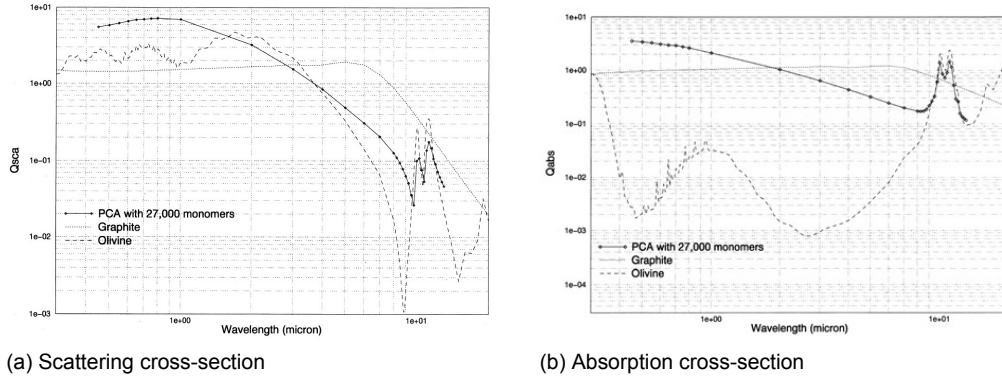 1e+01
1e+00
1e-01
1e-02
1e-03
Qsca
PCA with 27,000 monomers
Graphite
Olivine
1e+00
1e+01
Wavelength (micron)
(a) Scattering cross-section
1e+01
1e+00
1e-01
1e-02
1e-03
1e-04
Qabs
PCA with 27,000 monomers
Graphite
Olivine
1e+00
1e+01
Wavelength (micron)
(b) Absorption cross-section